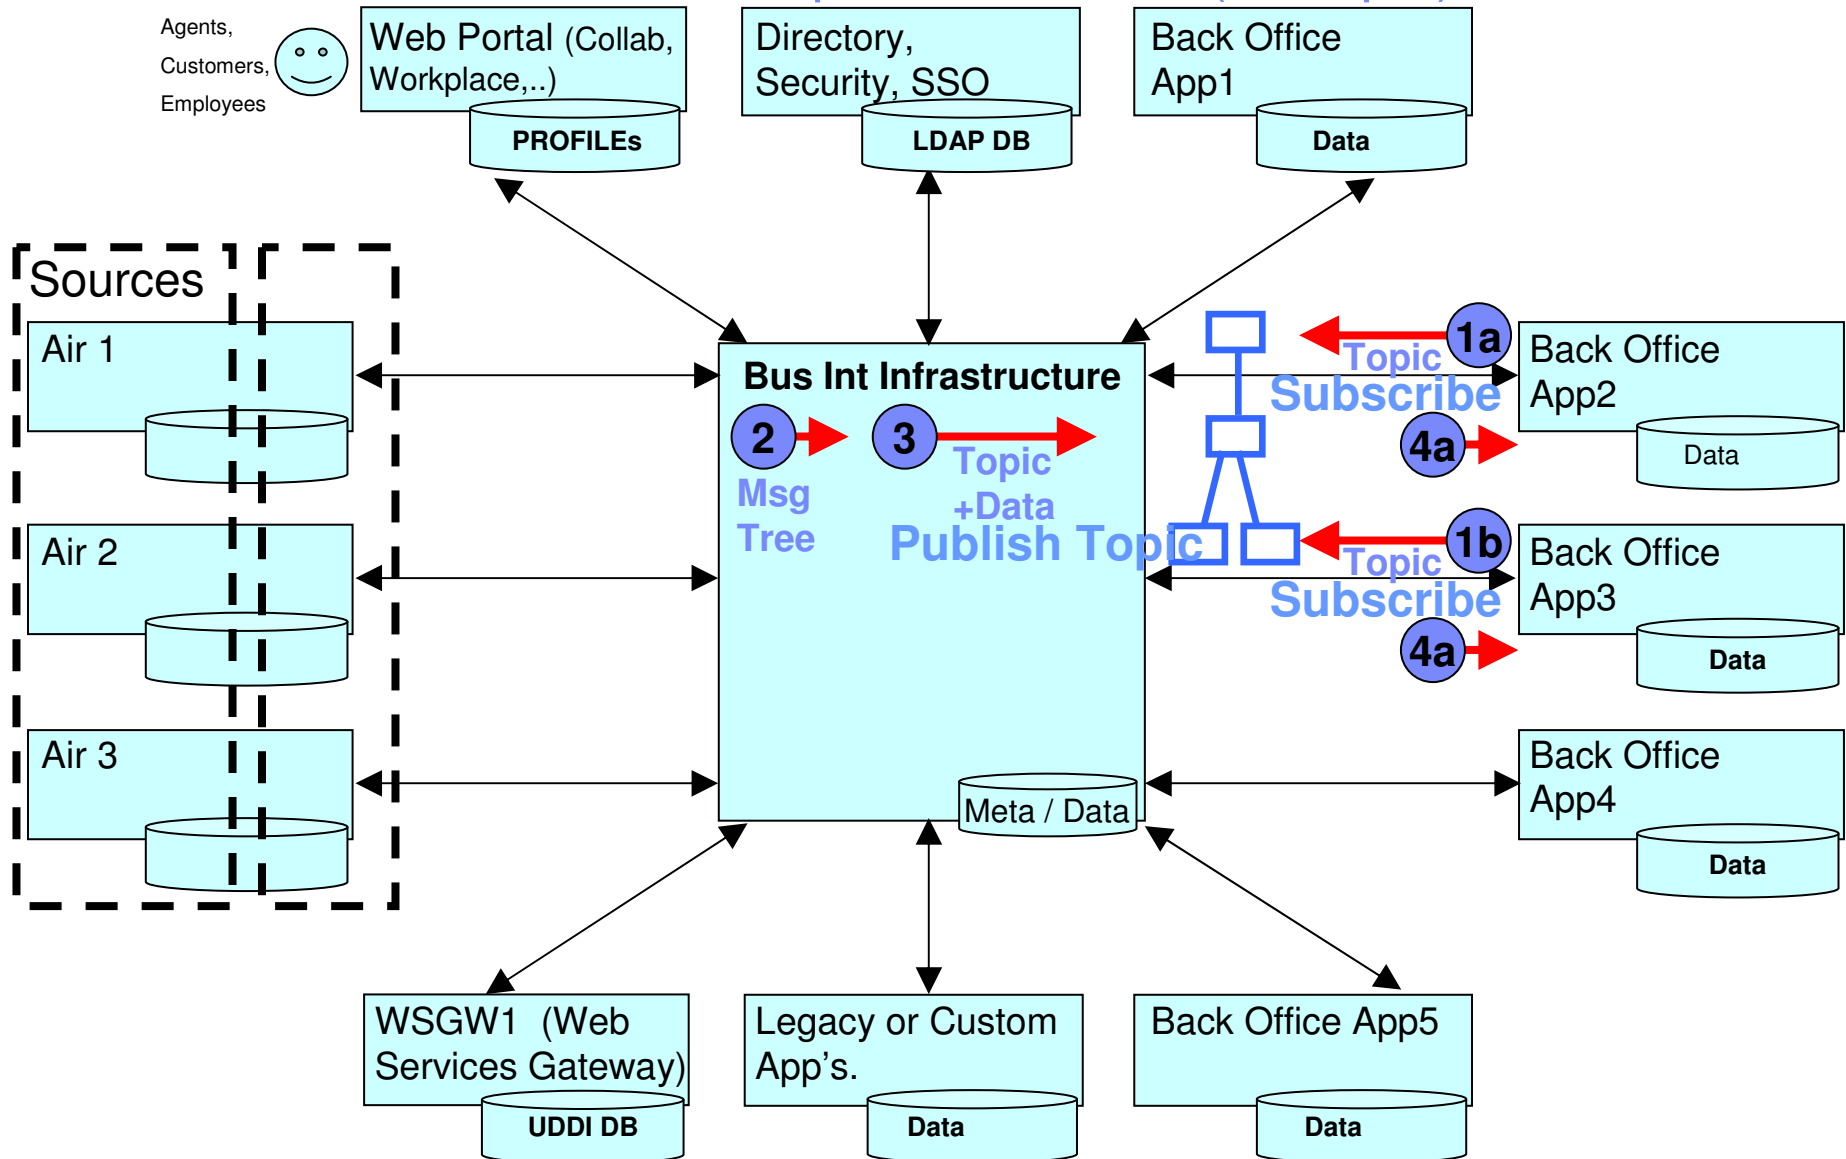 Agents,
Customers,
Employees
Web Portal (Collab,
Workplace,..)
PROFILEs
Directory,
Security, SSO
LDAP DB
Back Office
App1
Data
Sources
Air 1
Air 2
Air 3
Bus Int Infrastructure
2
3
Msg
Tree
Topic
+Data
Publish Topic
Meta / Data
1a
Topic
Subscribe
4a
1b
Topic
Subscribe
4a
Back Office
App2
Data
Back Office
App3
Data
Back Office
App4
Data
WSGW1 (Web
Services Gateway)
UDDI DB
Legacy or Custom
App's.
Data
Back Office App5
Data